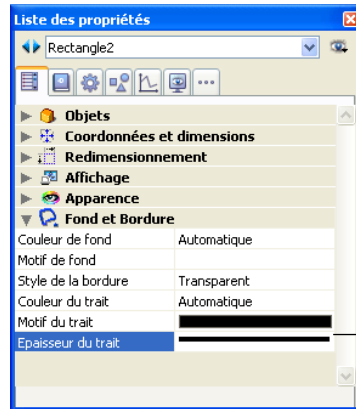 Liste des propriétés
Rectangle2
Objets
Coordonnées et dimensions
Redimensionnement
Affichage
Apparence
Fond et Bordure
Couleur de fond Automatique
Motif de fond
Style de la bordure Transparent
Couleur du trait Automatique
Motif du trait
Epaisseur du trait